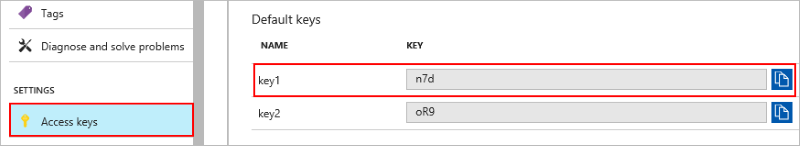 Tags
Diagnose and solve problems
SETTINGS
Access keys
Default keys
NAME KEY
key1 n7d
key2 oR9